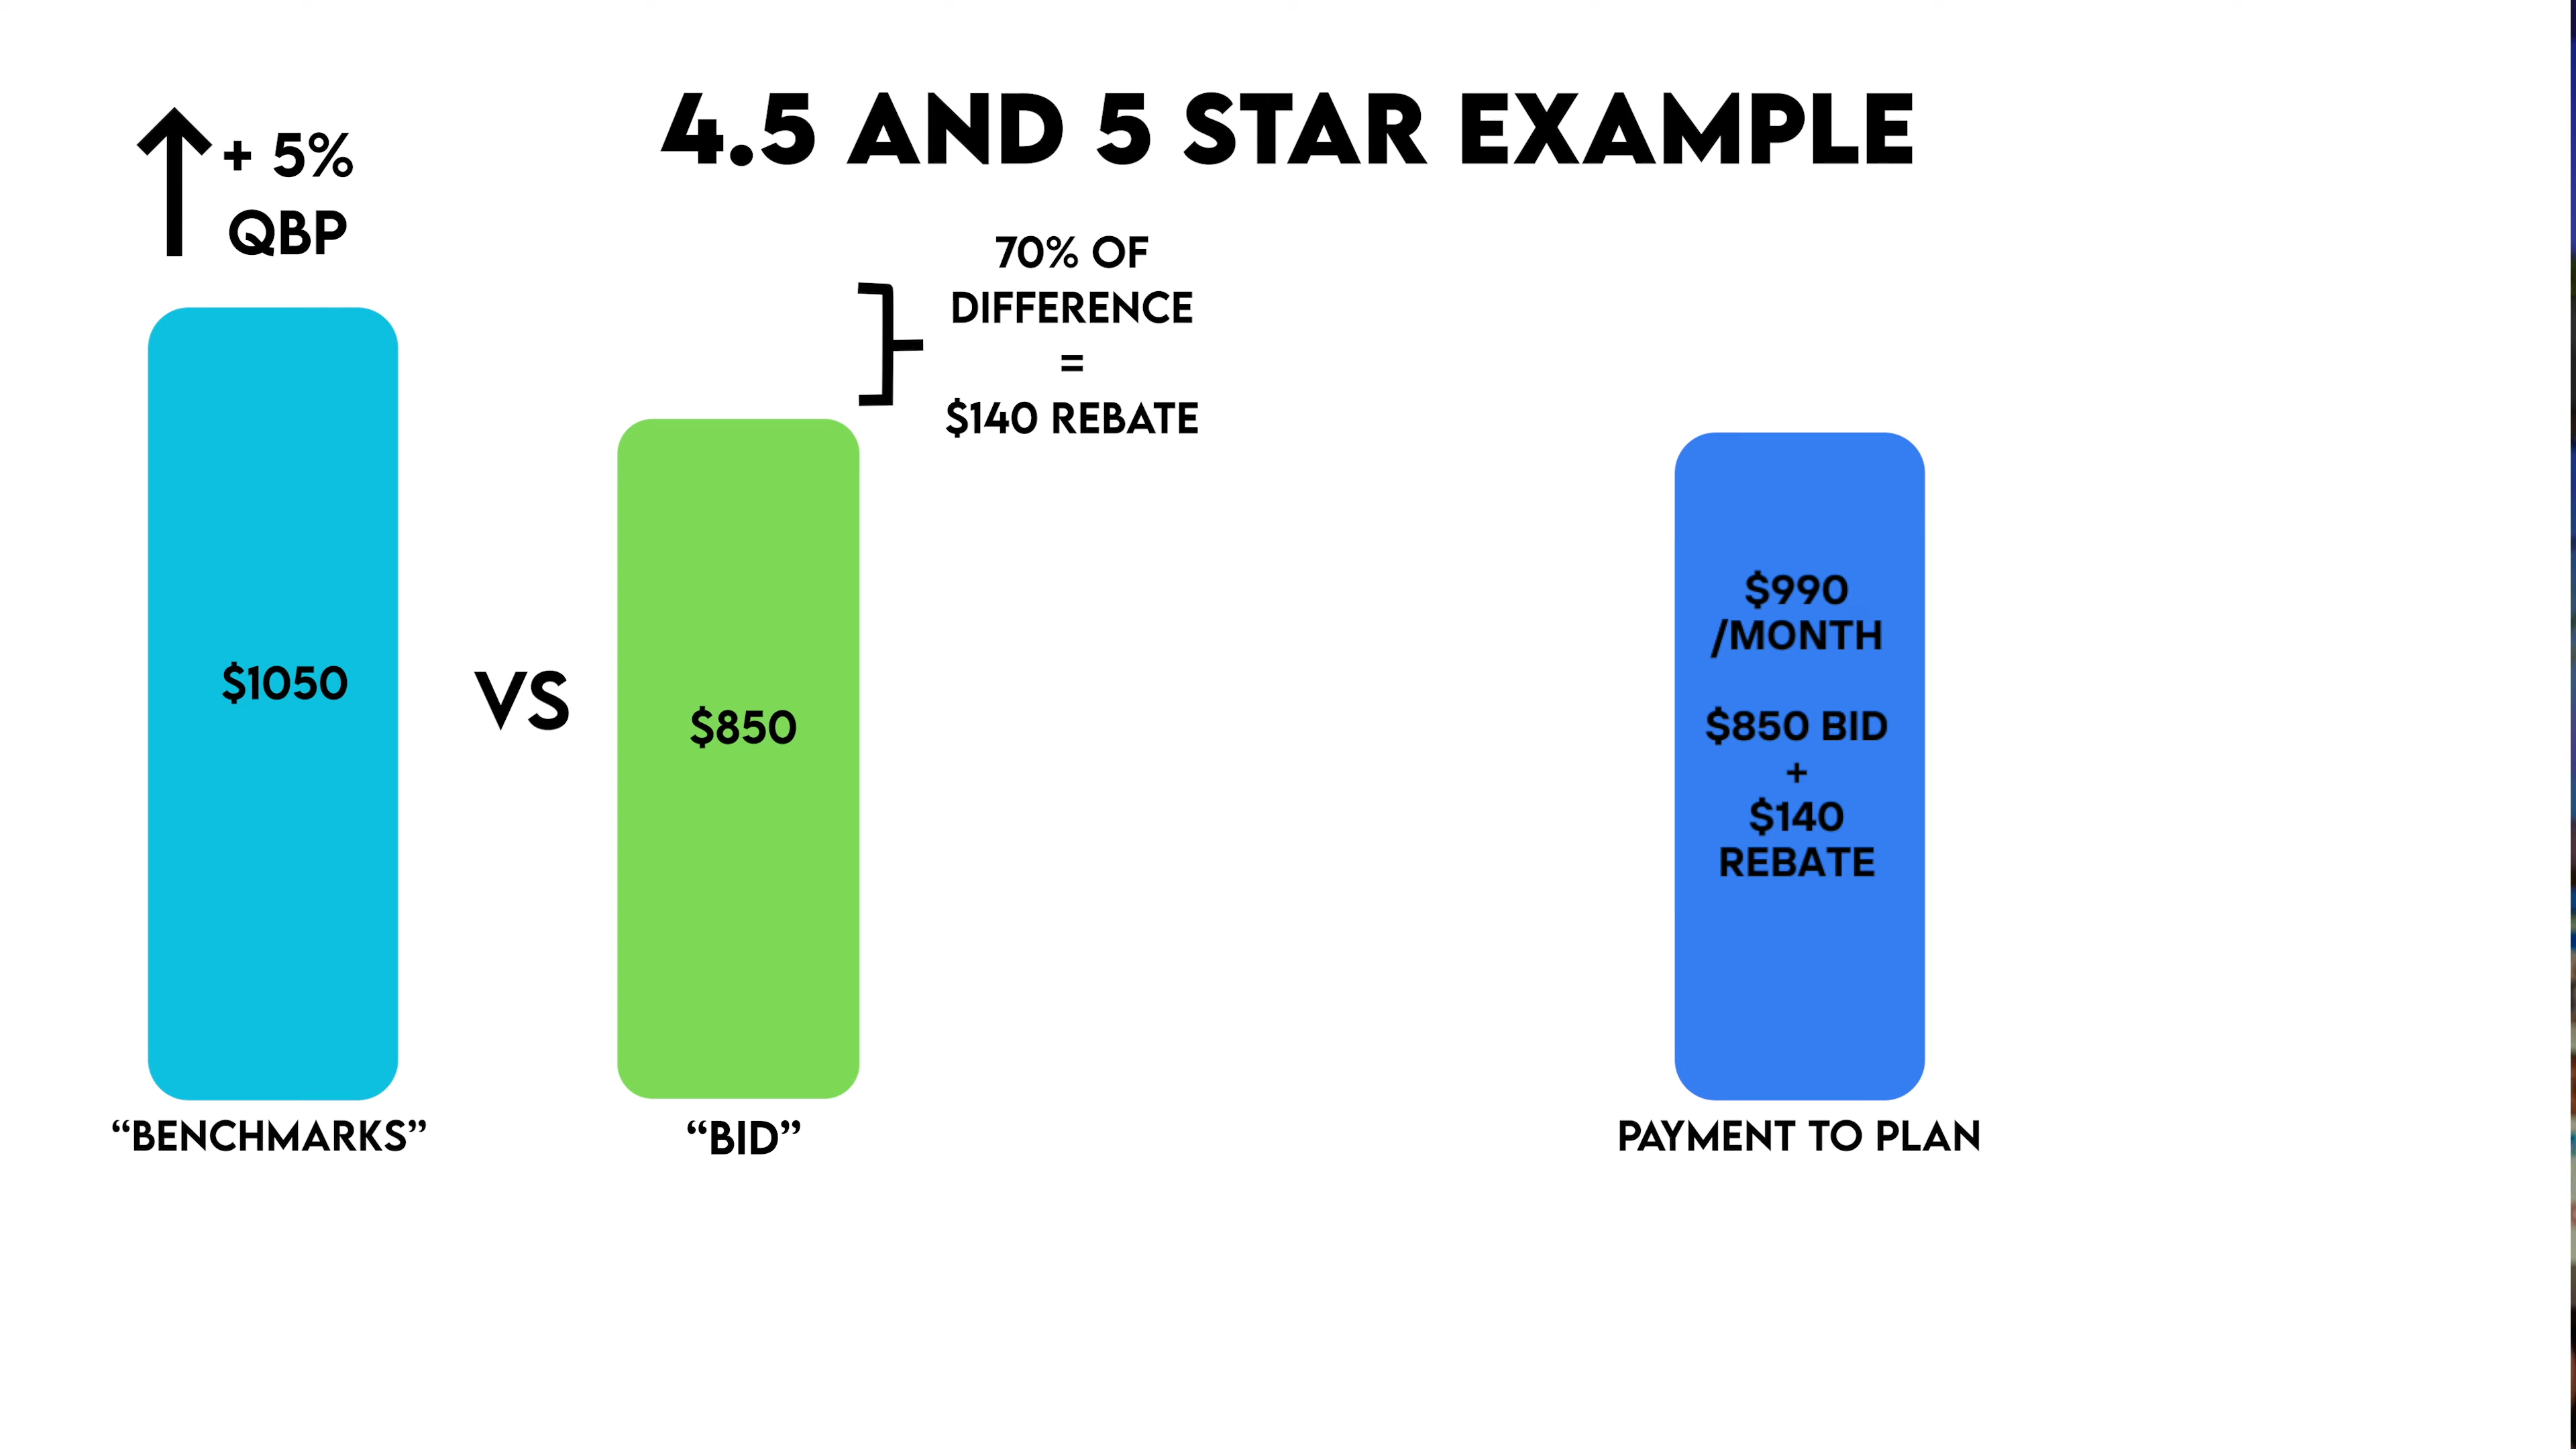 4.5 AND 5 STAR EXAMPLE
+ 5%
QBP
70% OF
DIFFERENCE
=
$140 REBATE
$1050
VS
$850
$990
/MONTH
$850 BID
+
$140
REBATE
“BENCHMARKS”
“BID”
PAYMENT TO PLAN